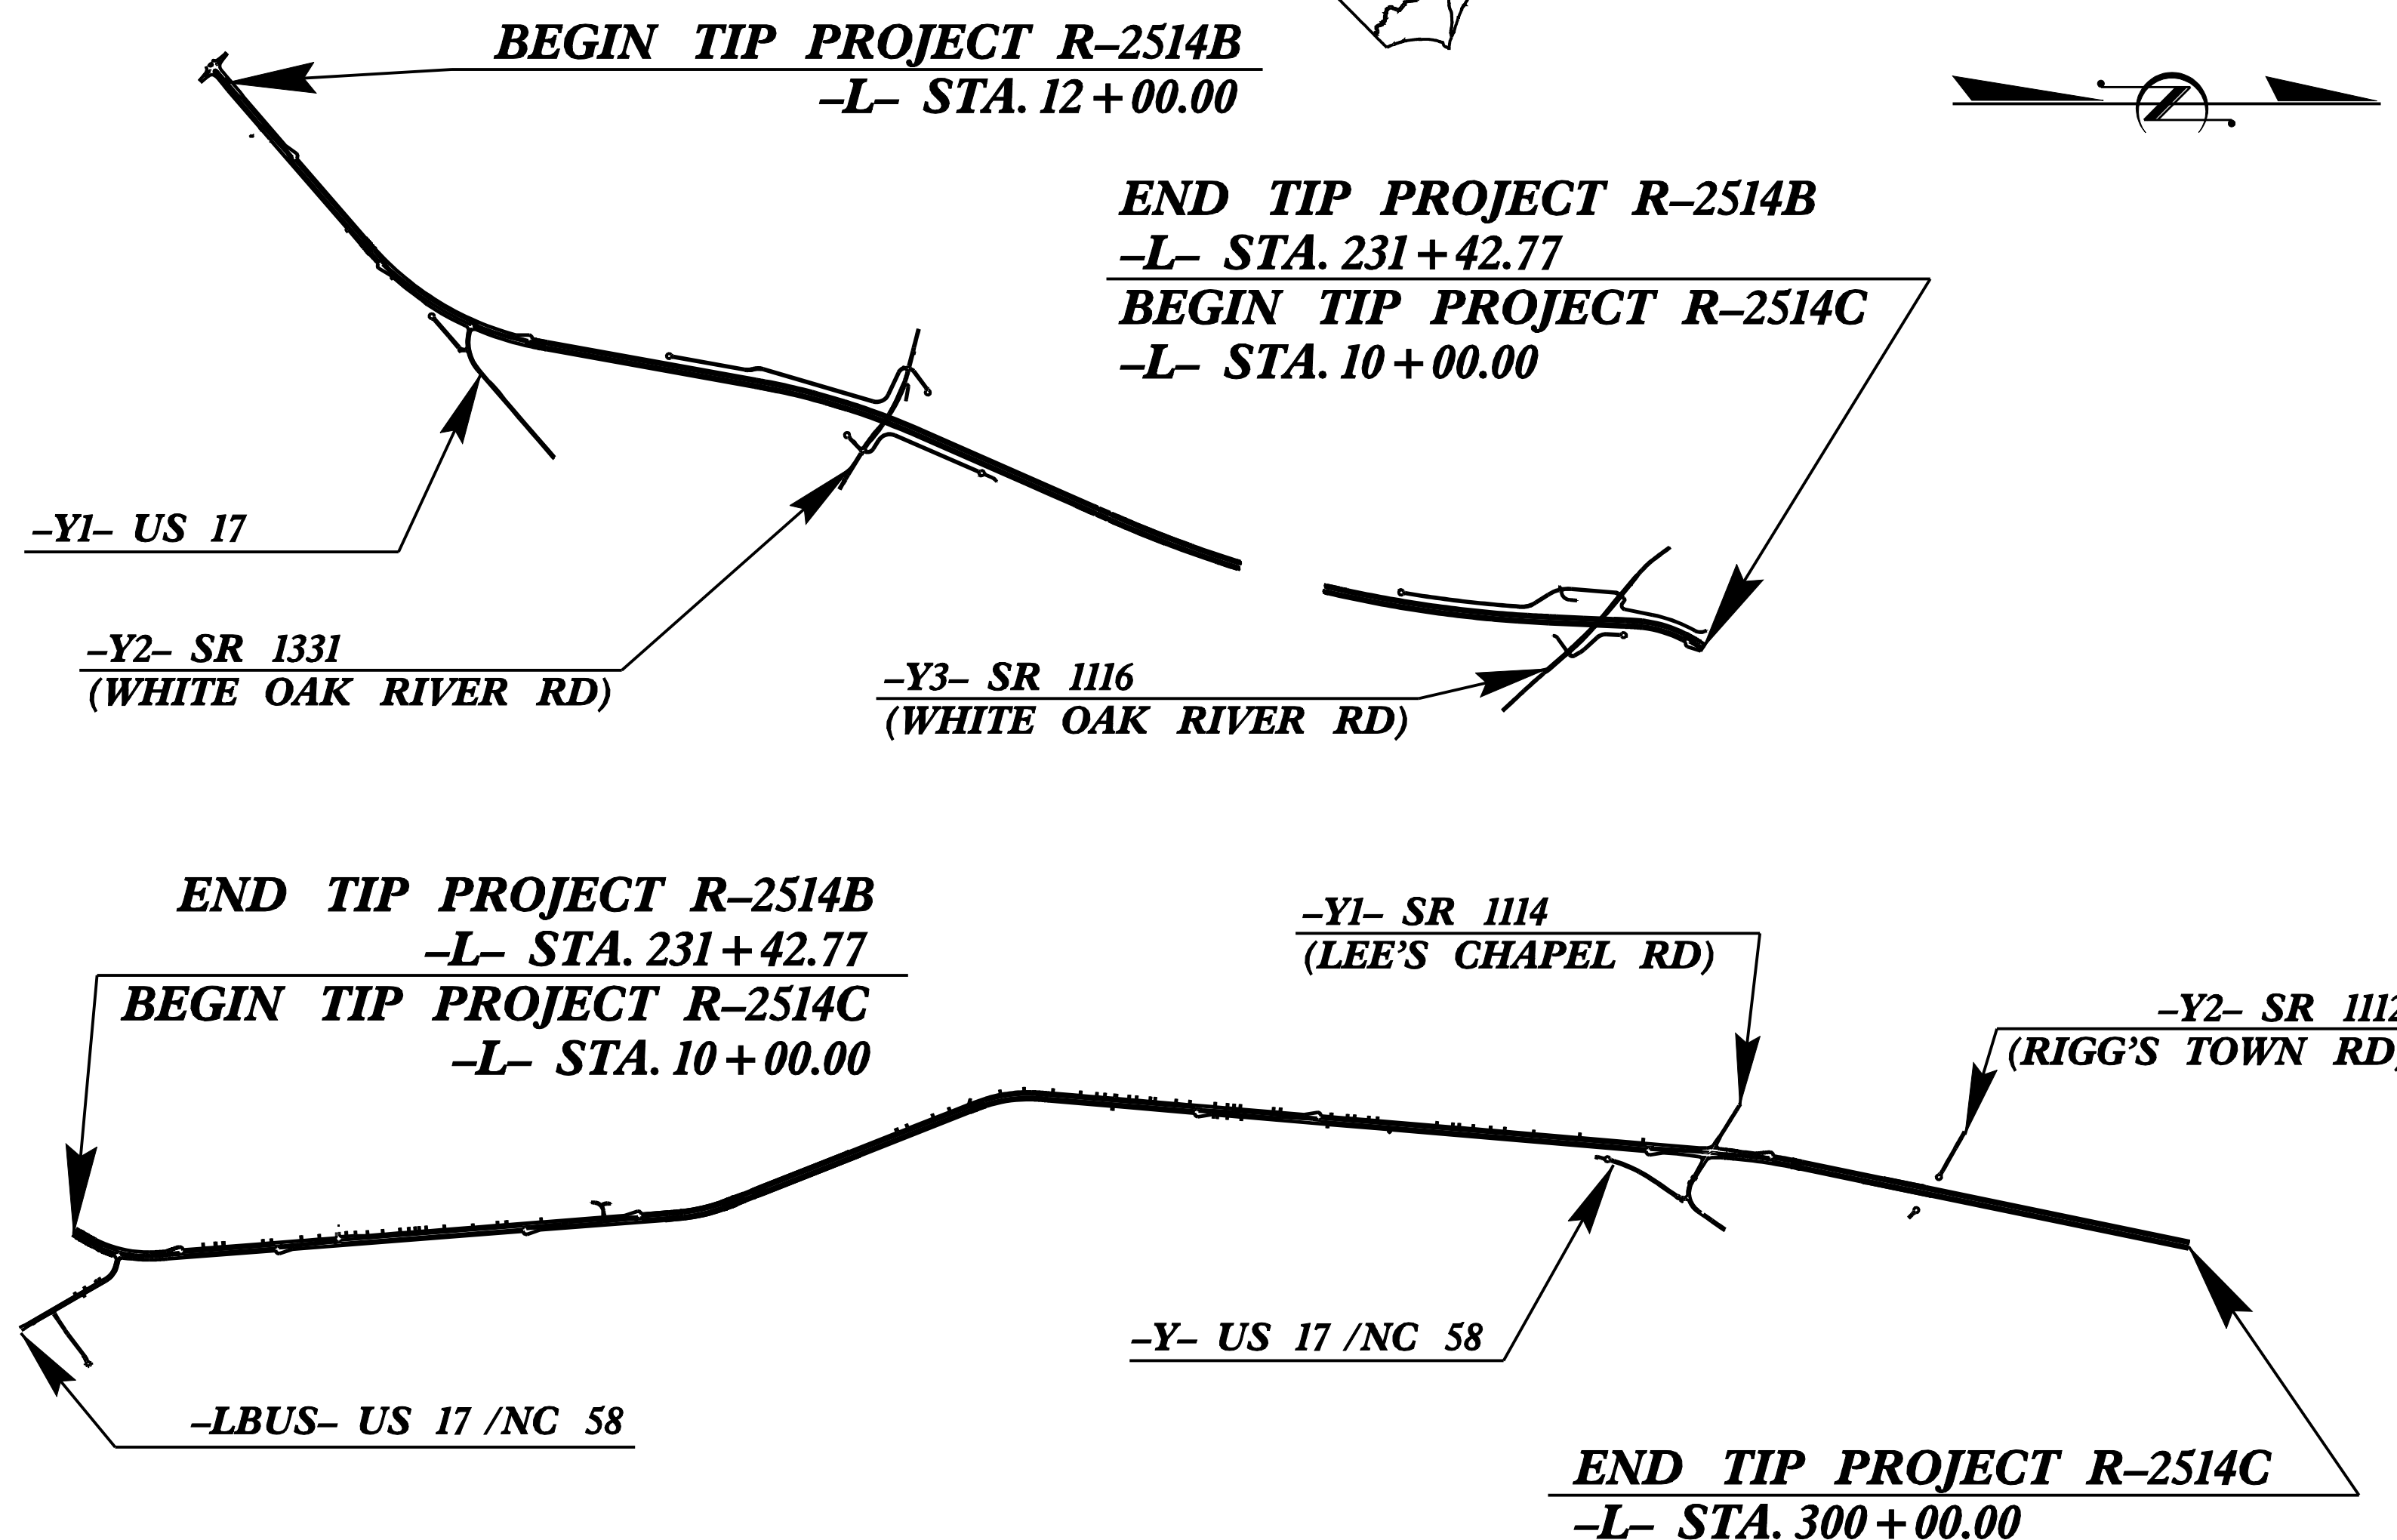 BEGIN TIP PROJECT R–2514B
–L– STA. 12+00.00
Z
END TIP PROJECT R–2514B
–L– STA. 231+42.77
BEGIN TIP PROJECT R–2514C
–L– STA. 10+00.00
–Y1– US 17
–Y2– SR 1331
(WHITE OAK RIVER RD)
–Y3– SR 1116
(WHITE OAK RIVER RD)
END TIP PROJECT R–2514B
–L– STA. 231+42.77
BEGIN TIP PROJECT R–2514C
–L– STA. 10+00.00
–Y1– SR 1114
(LEE'S CHAPEL RD)
–Y2– SR 1112
(RIGG'S TOWN RD)
–Y– US 17/NC 58
–LBUS– US 17/NC 58
END TIP PROJECT R–2514C
–L– STA. 300+00.00